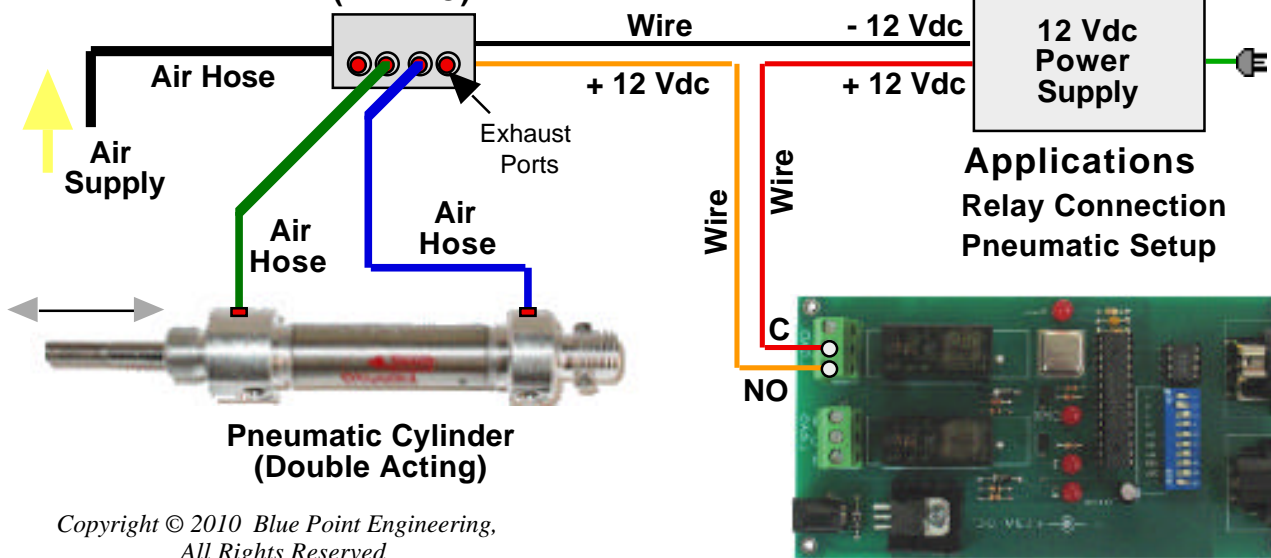 Wire
- 12 Vdc
12 Vdc
Power
Supply
Air Hose
+ 12 Vdc
+ 12 Vdc
Exhaust
Ports
Air
Supply
Applications
Relay Connection
Pneumatic Setup
Wire
Wire
Air
Hose
Air
Hose
C
NO
Pneumatic Cylinder
(Double Acting)
Copyright © 2010 Blue Point Engineering,
All Rights Reserved